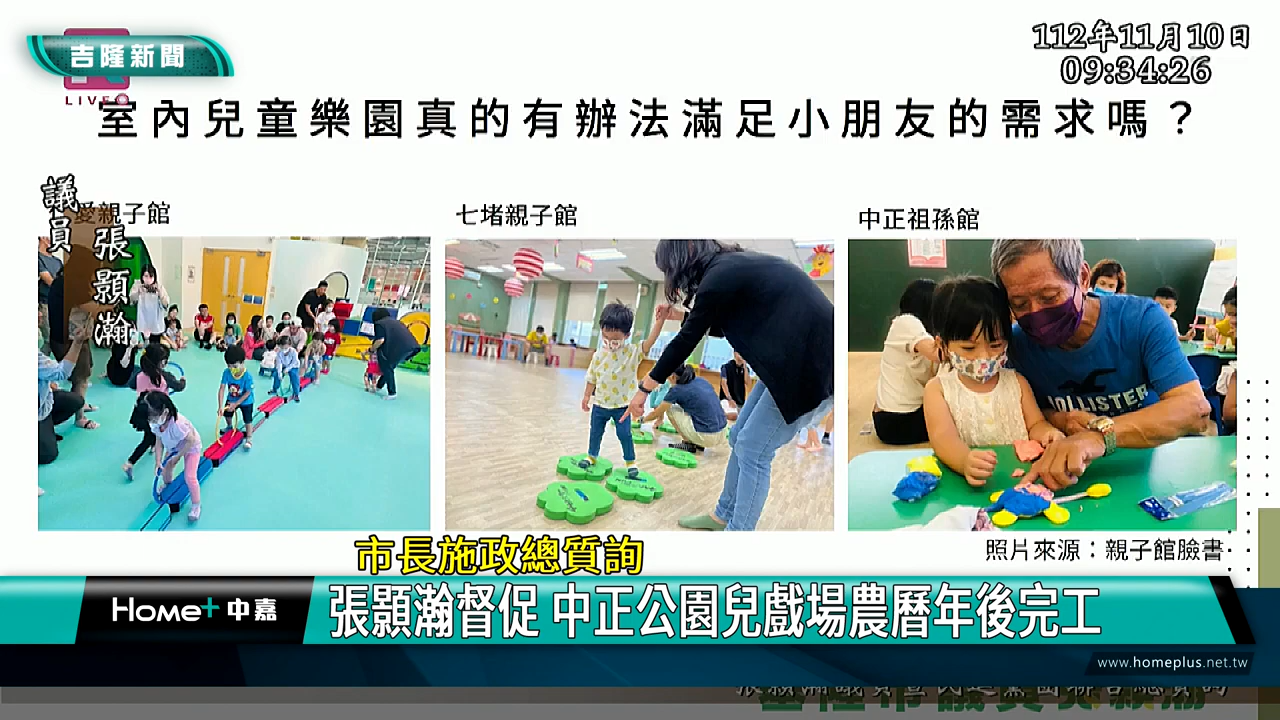 吉隆新聞
LIVE
112年11月10日
09:34:26
室內兒童樂園真的有辦法滿足小朋友的需求嗎？
議員
張顥瀚
愛親子館
七堵親子館
中正祖孫館
HOLLISTER
照片來源：親子館臉書
市長施政總質詢
Home+中嘉
張顥瀚督促 中正公園兒戲場農曆年後完工
www.homeplus.net.tw